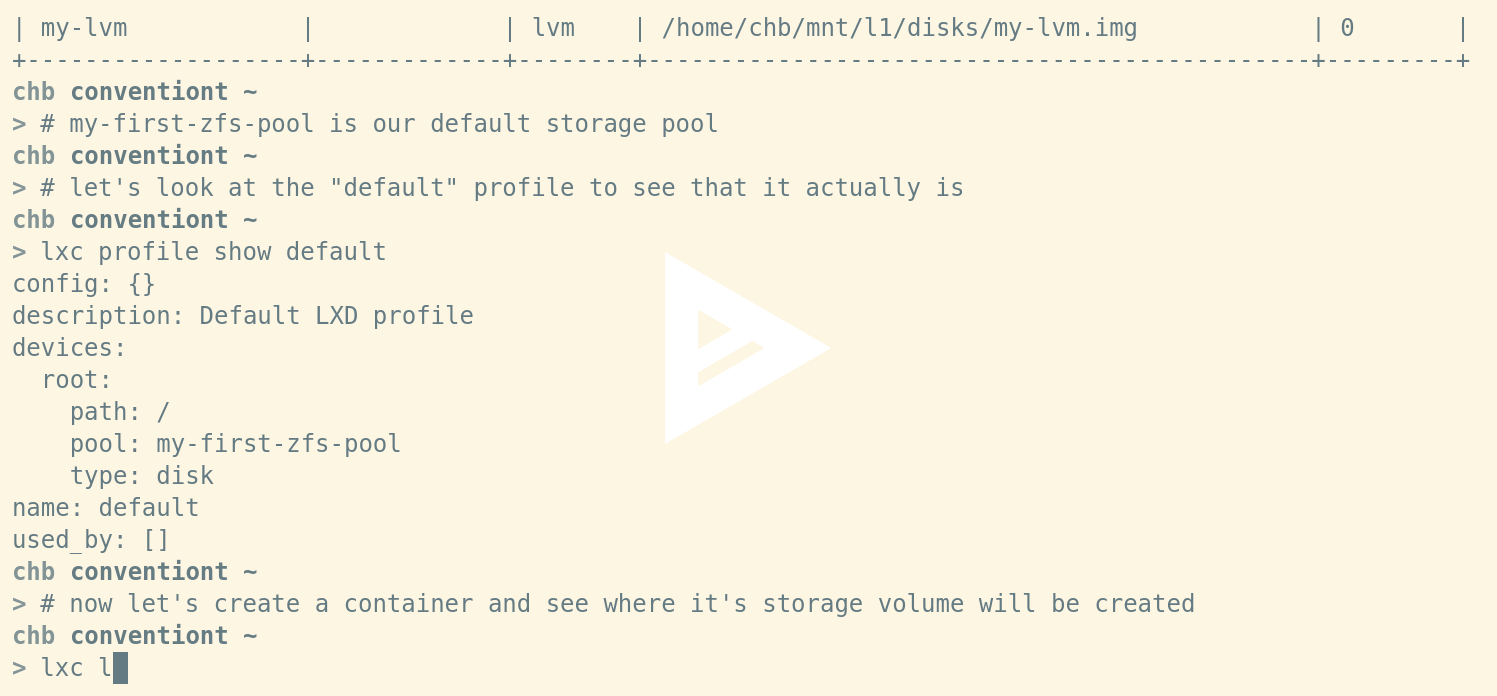 | my-lvm            |             | lvm    | /home/chb/mnt/l1/disks/my-lvm.img            | 0       |
+-------------------+-------------+--------+----------------------------------------------+---------+
chb conventiont ~
> # my-first-zfs-pool is our default storage pool
chb conventiont ~
> # let's look at the "default" profile to see that it actually is
chb conventiont ~
> lxc profile show default
config: {}
description: Default LXD profile
devices:
  root:
    path: /
    pool: my-first-zfs-pool
    type: disk
name: default
used_by: []
chb conventiont ~
> # now let's create a container and see where it's storage volume will be created
chb conventiont ~
> lxc l